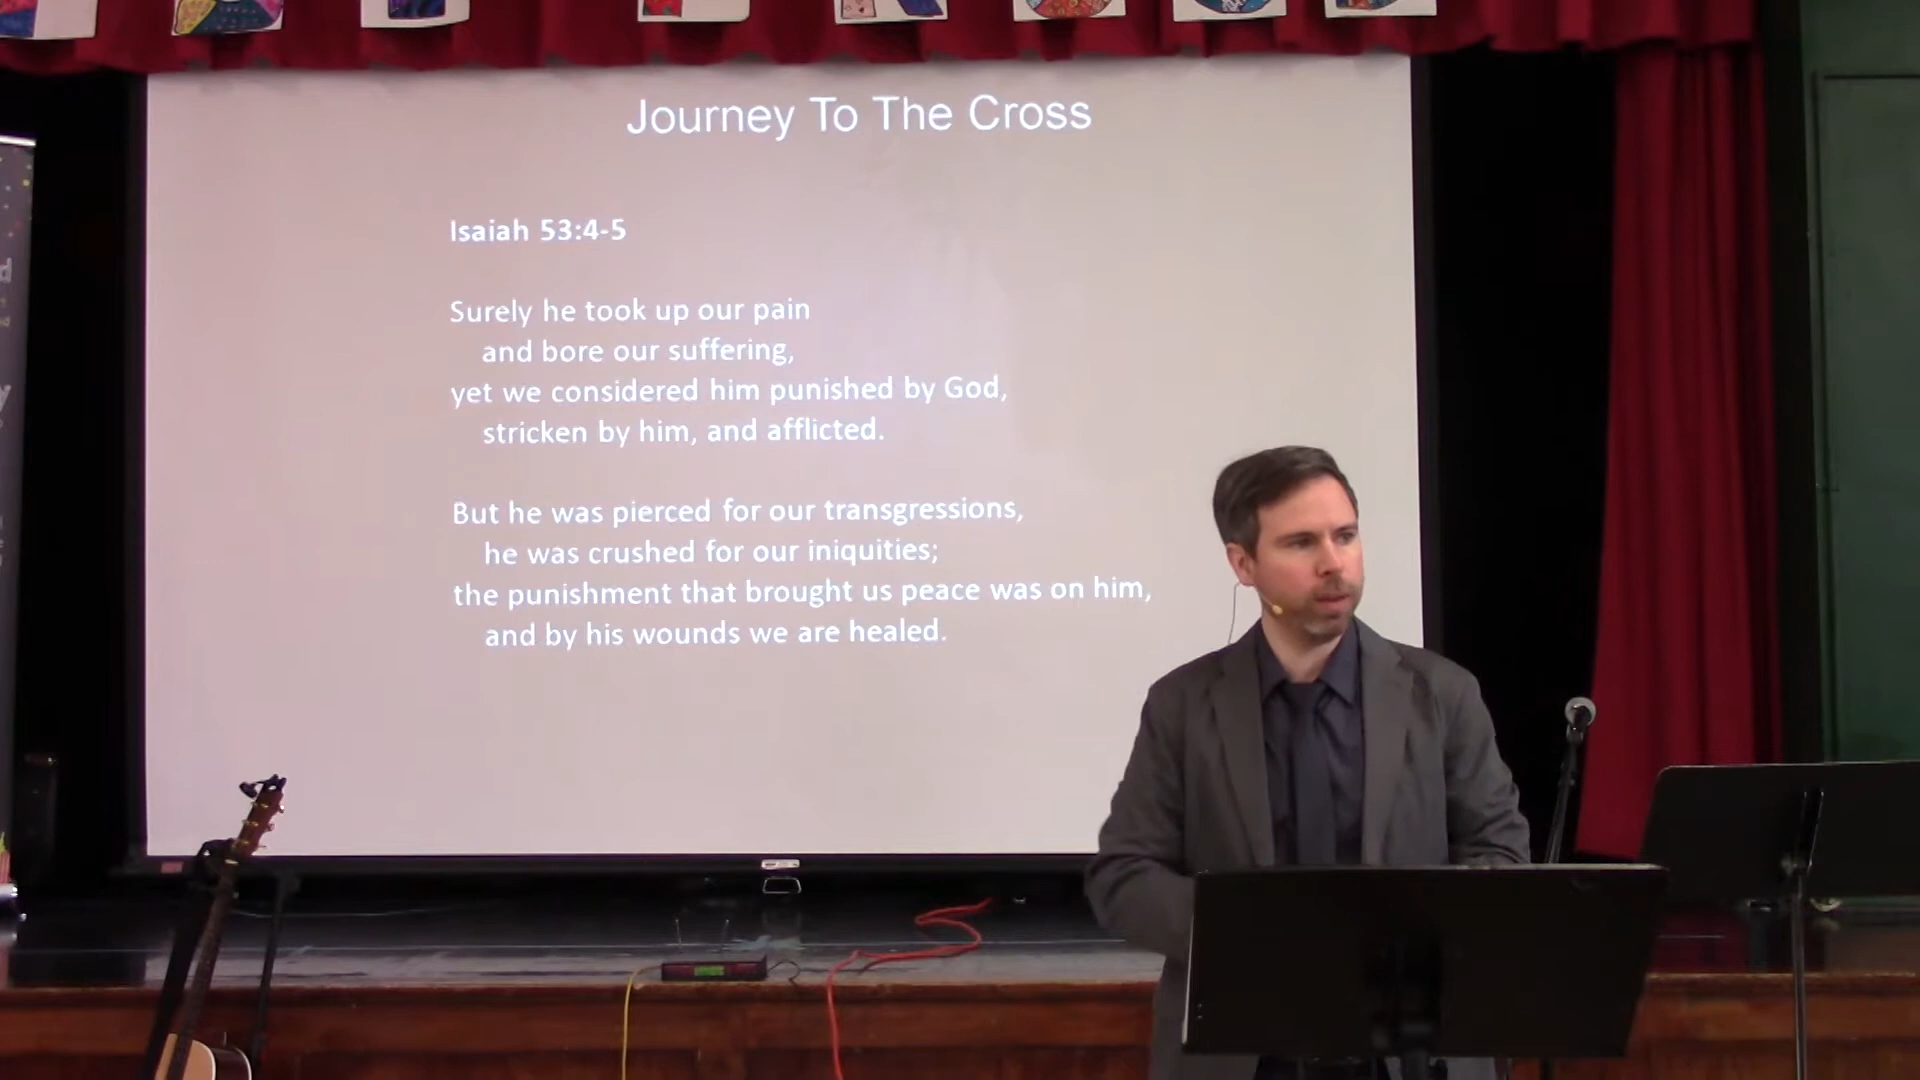 Journey To The Cross
Isaiah 53:4-5
Surely he took up our pain
and bore our suffering,
yet we considered him punished by God,
stricken by him, and afflicted.
But he was pierced for our transgressions,
he was crushed for our iniquities;
the punishment that brought us peace was on him,
and by his wounds we are healed.